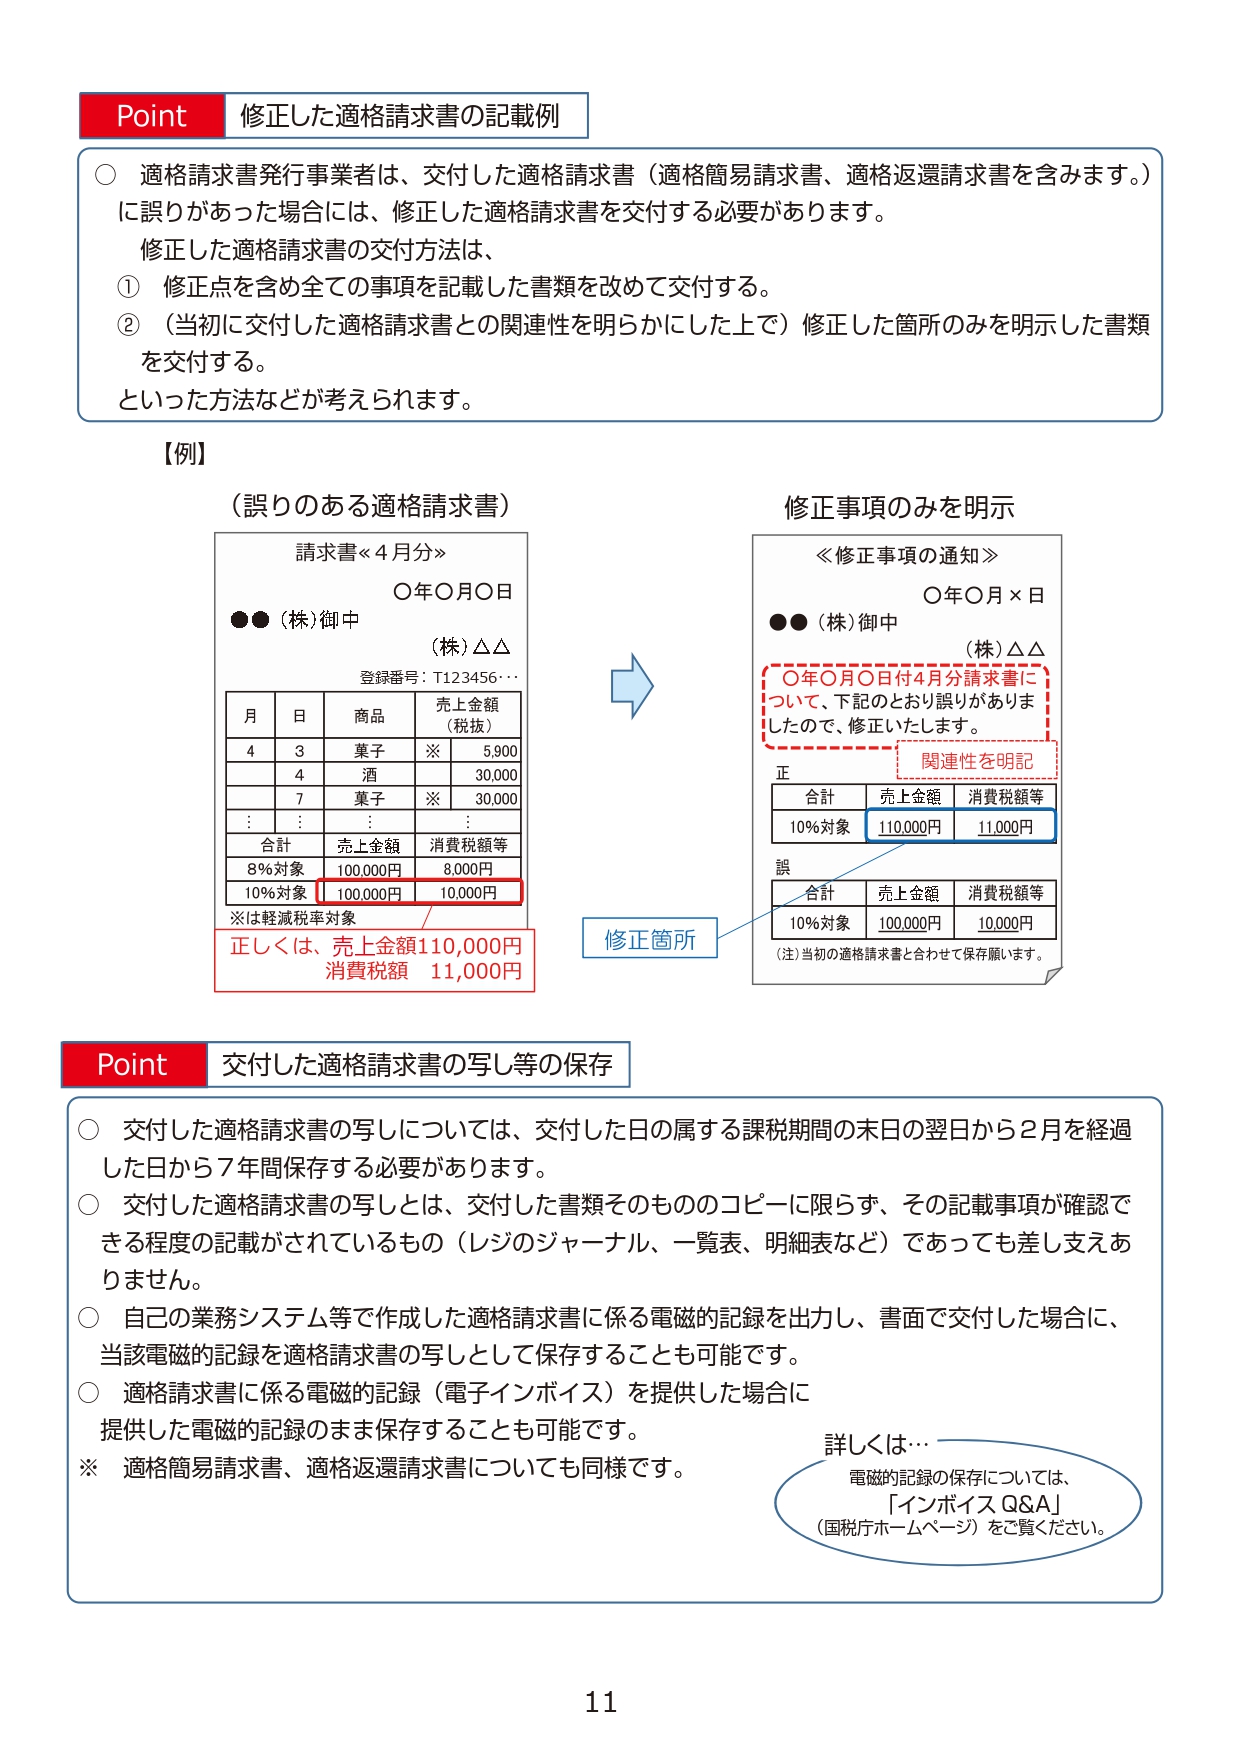 Point 修正した適格請求書の記載例
○ 適格請求書発行事業者は、交付した適格請求書（適格簡易請求書、適格返還請求書を含みます。）
に誤りがあった場合には、修正した適格請求書を交付する必要があります。
修正した適格請求書の交付方法は、
① 修正点を含め全ての事項を記載した書類を改めて交付する。
② （当初に交付した適格請求書との関連性を明らかにした上で）修正した箇所のみを明示した書類
を交付する。
といった方法などが考えられます。
【例】
（誤りのある適格請求書）
請求書≪４月分≫
〇年〇月〇日
●●（株）御中
（株）△△
登録番号：T123456…
月 日 商品 売上金額
（税抜）
4 3 菓子 ※ 5,900
4 酒 30,000
7 菓子 ※ 30,000
⋮ ⋮ ⋮ ⋮
合計 売上金額 消費税額等
8%対象 100,000円 8,000円
10%対象 100,000円 10,000円
※は軽減税率対象
正しくは、売上金額110,000円
消費税額 11,000円
修正事項のみを明示
≪修正事項の通知≫
〇年〇月×日
●●（株）御中
（株）△△
〇年〇月〇日付４月分請求書に
ついて、下記のとおり誤りがありま
したので、修正いたします。
関連性を明記
正
合計 売上金額 消費税額等
10%対象 110,000円 11,000円
誤
合計 売上金額 消費税額等
10%対象 100,000円 10,000円
（注）当初の適格請求書と合わせて保存願います。
修正箇所
Point 交付した適格請求書の写し等の保存
○ 交付した適格請求書の写しについては、交付した日の属する課税期間の末日の翌日から２月を経過
した日から７年間保存する必要があります。
○ 交付した適格請求書の写しとは、交付した書類そのもののコピーに限らず、その記載事項が確認で
きる程度の記載がされているもの（レジのジャーナル、一覧表、明細表など）であっても差し支えあ
りません。
○ 自己の業務システム等で作成した適格請求書に係る電磁的記録を出力し、書面で交付した場合に、
当該電磁的記録を適格請求書の写しとして保存することも可能です。
○ 適格請求書に係る電磁的記録（電子インボイス）を提供した場合に
提供した電磁的記録のまま保存することも可能です。
※ 適格簡易請求書、適格返還請求書についても同様です。
詳しくは…
電磁的記録の保存については、
「インボイス Q&A」
（国税庁ホームページ）をご覧ください。
11